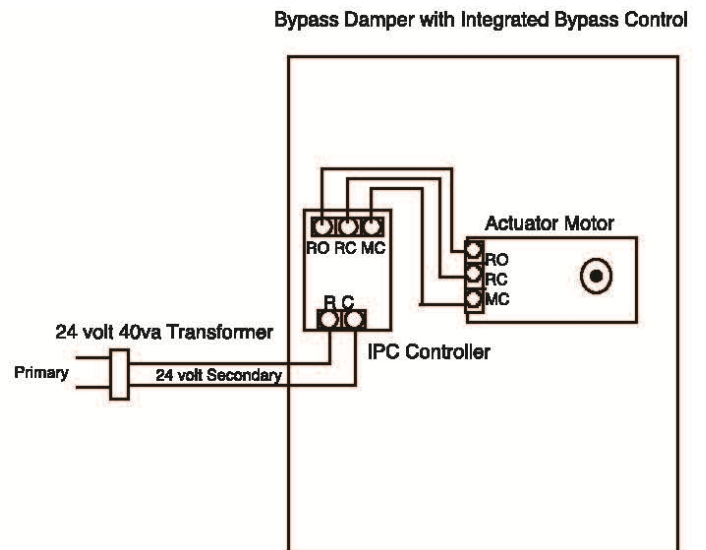 Bypass Damper with Integrated Bypass Control
RO RC MC
Actuator Motor
RO
RC
MC
R C
24 volt 40va Transformer
IPC Controller
Primary
24 volt Secondary